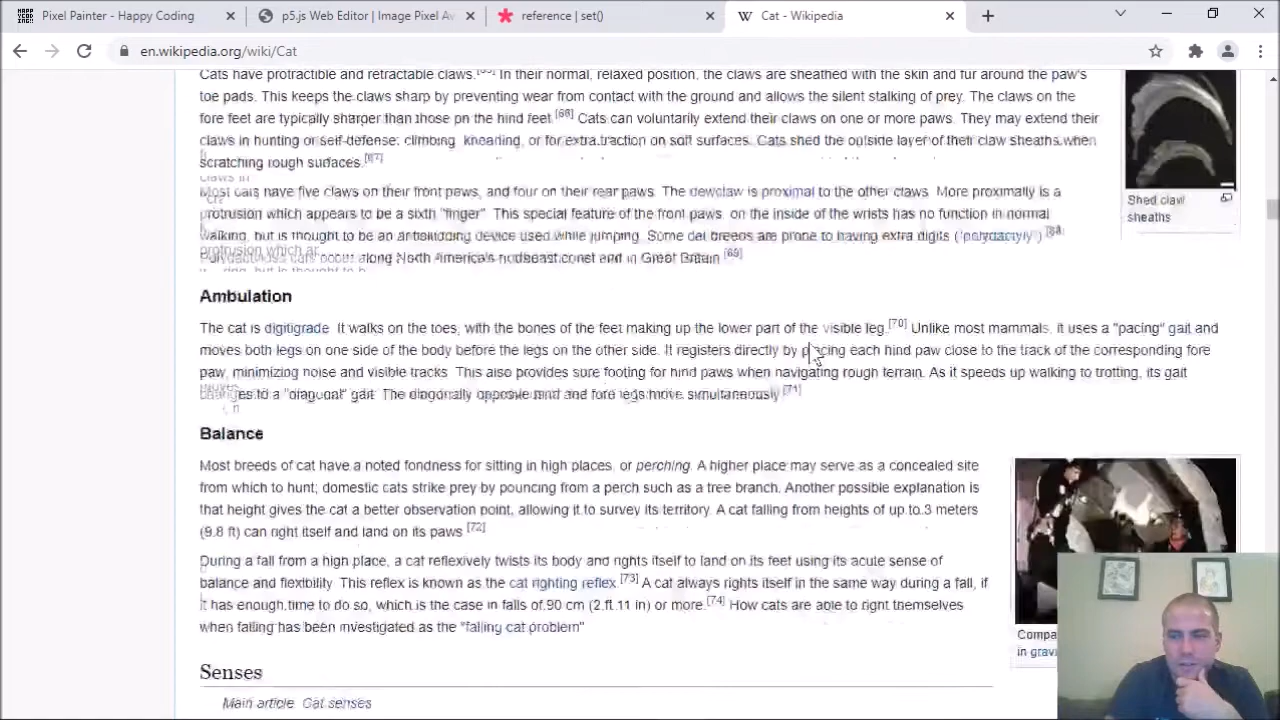 Pixel Painter - Happy Coding
p5.js Web Editor | Image Pixel Av
reference | set()
Cat - Wikipedia
en.wikipedia.org/wiki/Cat
Cats have protractible and retractable claws. In their normal, relaxed position, the claws are sheathed with the skin and fur around the paw's
toe pads. This keeps the claws sharp by preventing wear from contact with the ground and allows the silent stalking of prey. The claws on the
fore feet are typically sharper than those on the hind feet.[66] Cats can voluntarily extend their claws on one or more paws. They may extend their
claws in hunting or self-defense, climbing, kneading, or for extra traction on soft surfaces. Cats shed the outside layer of their claw sheaths when
scratching rough surfaces.[67]
Shed claw
sheaths
Most cats have five claws on their front paws, and four on their rear paws. The dewclaw is proximal to the other claws. More proximally is a
protrusion which appears to be a sixth "finger". This special feature of the front paws, on the inside of the wrists has no function in normal
walking, but is thought to be an antiskidding device used while jumping. Some cat breeds are prone to having extra digits ("polydactyly").[68]
cats occur along North America's northeast coast and in Great Britain.[69]
Ambulation
The cat is digitigrade. It walks on the toes, with the bones of the feet making up the lower part of the visible leg.[70] Unlike most mammals, it uses a "pacing" gait and
moves both legs on one side of the body before the legs on the other side. It registers directly by placing each hind paw close to the track of the corresponding fore
paw, minimizing noise and visible tracks. This also provides sure footing for hind paws when navigating rough terrain. As it speeds up walking to trotting, its gait
changes to a "diagonal" gait: The diagonally opposite hind and fore legs move simultaneously.[71]
Balance
Most breeds of cat have a noted fondness for sitting in high places, or perching. A higher place may serve as a concealed site
from which to hunt; domestic cats strike prey by pouncing from a perch such as a tree branch. Another possible explanation is
that height gives the cat a better observation point, allowing it to survey its territory. A cat falling from heights of up to 3 meters
(9.8 ft) can right itself and land on its paws.[72]
During a fall from a high place, a cat reflexively twists its body and rights itself to land on its feet using its acute sense of
balance and flexibility. This reflex is known as the cat righting reflex.[73] A cat always rights itself in the same way during a fall, if
it has enough time to do so, which is the case in falls of 90 cm (2 ft 11 in) or more.[74] How cats are able to right themselves
when falling has been investigated as the "falling cat problem"
Compa
in grav
Senses
Main article: Cat senses